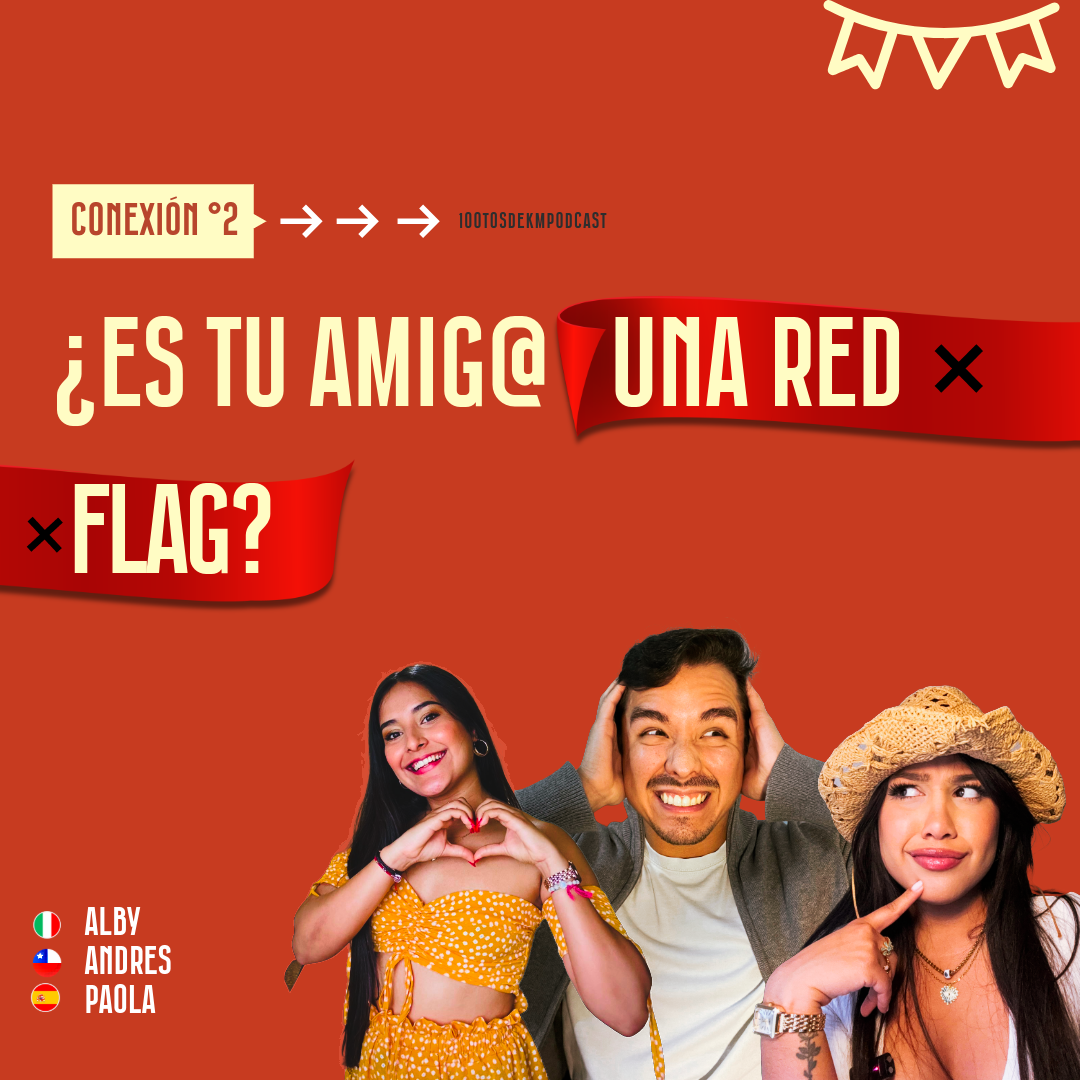 CONEXIÓN °2
100TOSDEKMPODCAST
¿ES TU AMIG@ UNA RED
FLAG?
ALBY
ANDRES
PAOLA